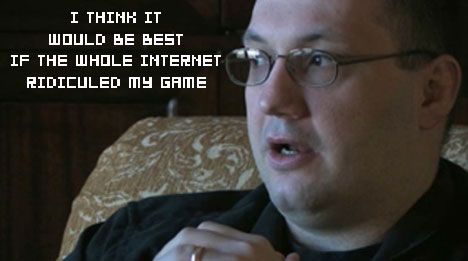 I THINK IT
WOULD BE BEST
IF THE WHOLE INTERNET
RIDICULED MY GAME